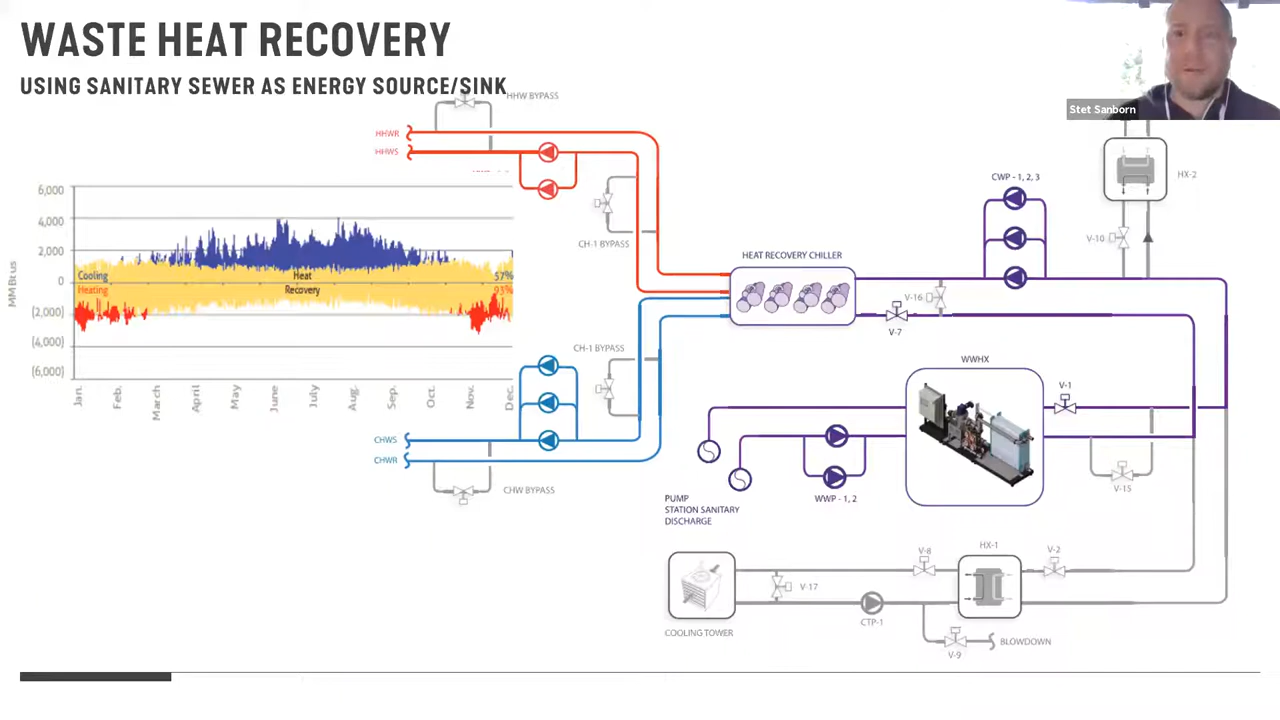 WASTE HEAT RECOVERY
USING SANITARY SEWER AS ENERGY SOURCE/SINK
Stet Sanborn
HHW BYPASS
HHWR
HHWS
CH-1 BYPASS
HX-2
CWP - 1, 2, 3
V-10
HEAT RECOVERY CHILLER
V-16
V-7
6,000
4,000
2,000
0
(2,000)
(4,000)
(6,000)
MMBtus
Cooling
Heat
57%
Heating
Recovery
93%
Jan.
Feb.
March
April
May
June
July
Aug.
Sep.
Oct.
Nov.
Dec.
CH-1 BYPASS
CHWS
CHWR
CHW BYPASS
WWHX
V-1
V-15
WWP - 1, 2
PUMP
STATION SANITARY
DISCHARGE
V-8
HX-1
V-2
V-17
CTP-1
COOLING TOWER
V-9
BLOWDOWN